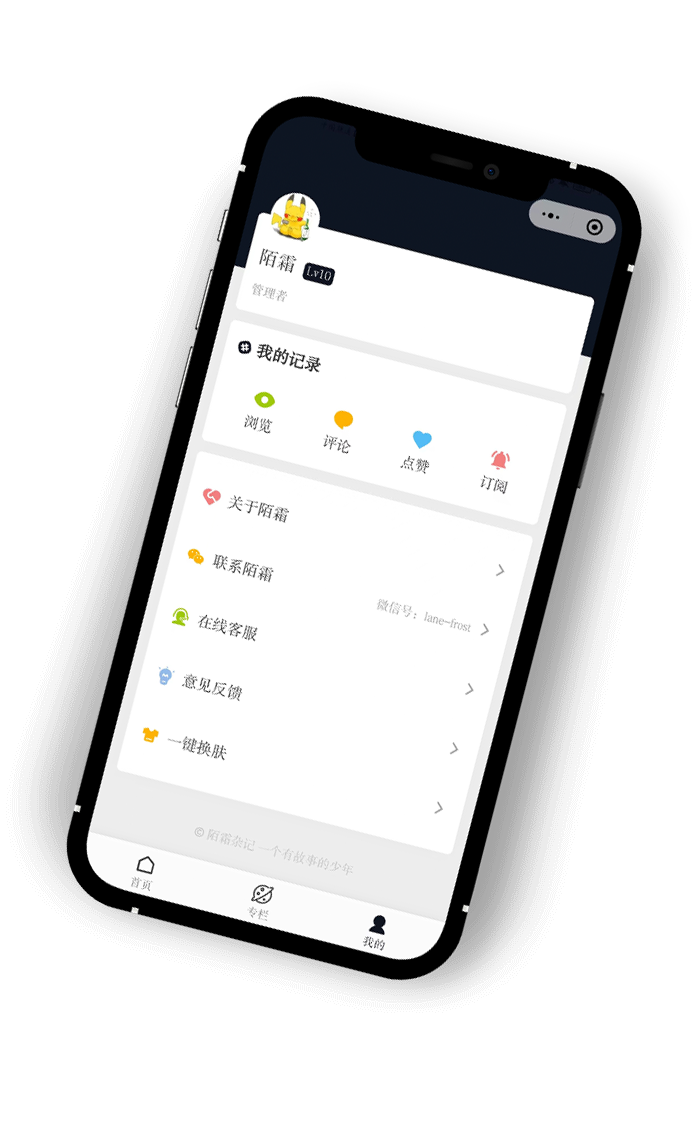 陌霜 Lv10
管理者
我的记录
浏览 评论 点赞 订阅
关于陌霜
联系陌霜 微信号：lane-frost
在线客服
意见反馈
一键换肤
© 陌霜杂记 一个有故事的少年
首页 专栏 我的